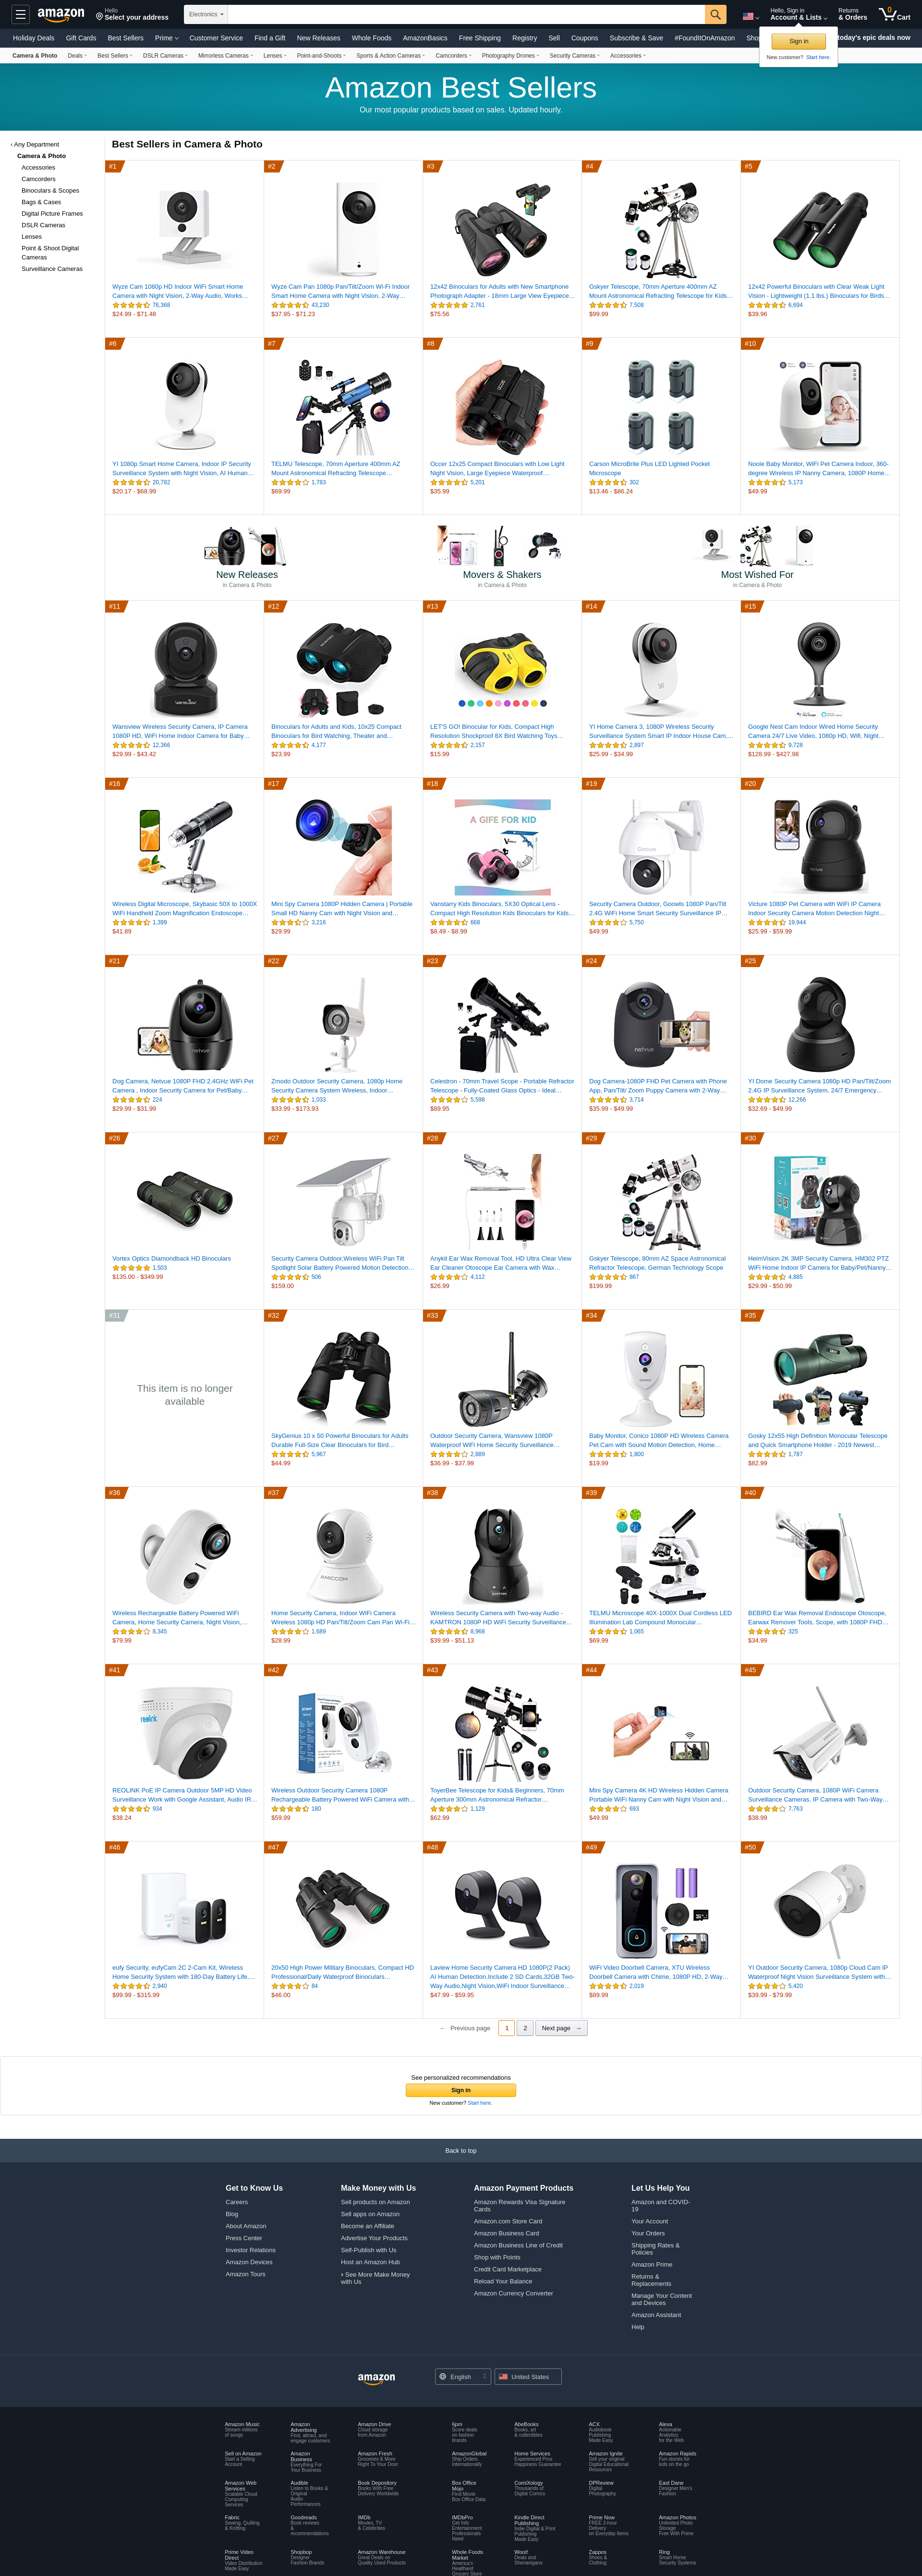 amazon
Hello
Select your address
Electronics
Hello, Sign in
Account & Lists
Returns
& Orders
0
Cart
Holiday Deals Gift Cards Best Sellers Prime Customer Service Find a Gift New Releases Whole Foods AmazonBasics Free Shipping Registry Sell Coupons Subscribe & Save #FoundItOnAmazon
today's epic deals now
Sign in
New customer? Start here.
Camera & Photo Deals Best Sellers DSLR Cameras Mirrorless Cameras Lenses Point-and-Shoots Sports & Action Cameras Camcorders Photography Drones Security Cameras Accessories
Amazon Best Sellers
Our most popular products based on sales. Updated hourly.
‹ Any Department
Camera & Photo
Accessories
Camcorders
Binoculars & Scopes
Bags & Cases
Digital Picture Frames
DSLR Cameras
Lenses
Point & Shoot Digital
Cameras
Surveillance Cameras
Best Sellers in Camera & Photo
#1
Wyze Cam 1080p HD Indoor WiFi Smart Home
Camera with Night Vision, 2-Way Audio, Works…
76,368
$24.99 - $71.48
#2
Wyze Cam Pan 1080p Pan/Tilt/Zoom Wi-Fi Indoor
Smart Home Camera with Night Vision, 2-Way…
43,230
$37.95 - $71.23
#3
12x42 Binoculars for Adults with New Smartphone
Photograph Adapter - 18mm Large View Eyepiece…
2,761
$75.56
#4
Gskyer Telescope, 70mm Aperture 400mm AZ
Mount Astronomical Refracting Telescope for Kids…
7,508
$99.99
#5
12x42 Powerful Binoculars with Clear Weak Light
Vision - Lightweight (1.1 lbs.) Binoculars for Birds…
6,694
$39.96
#6
YI 1080p Smart Home Camera, Indoor IP Security
Surveillance System with Night Vision, AI Human…
20,782
$20.17 - $68.99
#7
TELMU Telescope, 70mm Aperture 400mm AZ
Mount Astronomical Refracting Telescope…
1,783
$69.99
#8
Occer 12x25 Compact Binoculars with Low Light
Night Vision, Large Eyepiece Waterproof…
5,201
$35.99
#9
Carson MicroBrite Plus LED Lighted Pocket
Microscope
302
$13.46 - $86.24
#10
Nooie Baby Monitor, WiFi Pet Camera Indoor, 360-
degree Wireless IP Nanny Camera, 1080P Home…
5,173
$49.99
New Releases
in Camera & Photo
Movers & Shakers
in Camera & Photo
Most Wished For
in Camera & Photo
#11
Wansview Wireless Security Camera, IP Camera
1080P HD, WiFi Home Indoor Camera for Baby…
12,366
$29.99 - $43.42
#12
Binoculars for Adults and Kids, 10x25 Compact
Binoculars for Bird Watching, Theater and…
4,177
$23.99
#13
LET'S GO! Binocular for Kids, Compact High
Resolution Shockproof 8X Bird Watching Toys…
2,157
$15.99
#14
YI Home Camera 3, 1080P Wireless Security
Surveillance System Smart IP Indoor House Cam,…
2,897
$25.99 - $34.99
#15
Google Nest Cam Indoor Wired Home Security
Camera 24/7 Live Video, 1080p HD, Wifi, Night…
9,728
$128.99 - $427.98
#16
Wireless Digital Microscope, Skybasic 50X to 1000X
WiFi Handheld Zoom Magnification Endoscope…
1,399
$41.89
#17
Mini Spy Camera 1080P Hidden Camera | Portable
Small HD Nanny Cam with Night Vision and…
3,216
$29.99
#18
A GIFE FOR KID
Vanstarry Kids Binoculars, 5X30 Optical Lens -
Compact High Resolution Kids Binoculars for Kids…
668
$8.49 - $8.99
#19
Security Camera Outdoor, Goowls 1080P Pan/Tilt
2.4G WiFi Home Smart Security Surveillance IP…
5,750
$49.99
#20
Victure 1080P Pet Camera with WiFi IP Camera
Indoor Security Camera Motion Detection Night…
19,944
$25.99 - $59.99
#21
netvue
Dog Camera, Netvue 1080P FHD 2.4GHz WiFi Pet
Camera , Indoor Security Camera for Pet/Baby…
224
$29.99 - $31.99
#22
Zmodo Outdoor Security Camera, 1080p Home
Security Camera System Wireless, Indoor…
1,033
$33.99 - $173.93
#23
Celestron - 70mm Travel Scope - Portable Refractor
Telescope - Fully-Coated Glass Optics - Ideal…
5,598
$89.95
#24
netvue
Dog Camera-1080P FHD Pet Camera with Phone
App, Pan/Tilt/ Zoom Puppy Camera with 2-Way…
3,714
$35.99 - $49.99
#25
YI Dome Security Camera 1080p HD Pan/Tilt/Zoom
2.4G IP Surveillance System, 24/7 Emergency…
12,266
$32.69 - $49.99
#26
Vortex Optics Diamondback HD Binoculars
1,503
$135.00 - $349.99
#27
Security Camera Outdoor,Wireless WiFi Pan Tilt
Spotlight Solar Battery Powered Motion Detection…
506
$159.00
#28
Anykit Ear Wax Removal Tool, HD Ultra Clear View
Ear Cleaner Otoscope Ear Camera with Wax…
4,112
$26.99
#29
Gskyer Telescope, 80mm AZ Space Astronomical
Refractor Telescope, German Technology Scope
867
$199.99
#30
HeimVision 2K 3MP Security Camera, HM302 PTZ
WiFi Home Indoor IP Camera for Baby/Pet/Nanny…
4,885
$29.99 - $50.99
#31
This item is no longer
available
#32
SkyGenius 10 x 50 Powerful Binoculars for Adults
Durable Full-Size Clear Binoculars for Bird…
5,967
$44.99
#33
Outdoor Security Camera, Wansview 1080P
Waterproof WiFi Home Security Surveillance…
2,889
$36.99 - $37.99
#34
Baby Monitor, Conico 1080P HD Wireless Camera
Pet Cam with Sound Motion Detection, Home…
1,800
$19.99
#35
Gosky 12x55 High Definition Monocular Telescope
and Quick Smartphone Holder - 2019 Newest…
1,787
$82.99
#36
Wireless Rechargeable Battery Powered WiFi
Camera, Home Security Camera, Night Vision,…
8,345
$79.99
#37
AMICCOM
Home Security Camera, Indoor WiFi Camera
Wireless 1080p HD Pan/Tilt/Zoom Cam Pan Wi-Fi…
1,689
$28.99
#38
Wireless Security Camera with Two-way Audio -
KAMTRON 1080P HD WiFi Security Surveillance…
8,968
$39.99 - $51.13
#39
TELMU Microscope 40X-1000X Dual Cordless LED
Illumination Lab Compound Monocular…
1,065
$69.99
#40
BEBIRD Ear Wax Removal Endoscope Otoscope,
Earwax Remover Tools, Scope, with 1080P FHD…
325
$34.99
#41
reolink
REOLINK PoE IP Camera Outdoor 5MP HD Video
Surveillance Work with Google Assistant, Audio IR…
934
$38.24
#42
Wireless Outdoor Security Camera 1080P
Rechargeable Battery Powered WiFi Camera with…
180
$59.99
#43
ToyerBee Telescope for Kids& Beginners, 70mm
Aperture 300mm Astronomical Refractor…
1,129
$62.99
#44
Mini Spy Camera 4K HD Wireless Hidden Camera
Portable WiFi Nanny Cam with Night Vision and…
693
$49.99
#45
Outdoor Security Camera, 1080P WiFi Camera
Surveillance Cameras, IP Camera with Two-Way…
7,763
$38.99
#46
eufy Security, eufyCam 2C 2-Cam Kit, Wireless
Home Security System with 180-Day Battery Life,…
2,940
$99.99 - $315.99
#47
20x50 High Power Military Binoculars, Compact HD
Professional/Daily Waterproof Binoculars…
84
$46.00
#48
Laview Home Security Camera HD 1080P(2 Pack)
AI Human Detection,Include 2 SD Cards,32GB Two-
Way Audio,Night Vision,WiFi Indoor Surveillance…
$47.99 - $59.95
#49
WiFi Video Doorbell Camera, XTU Wireless
Doorbell Camera with Chime, 1080P HD, 2-Way…
2,019
$89.99
#50
YI Outdoor Security Camera, 1080p Cloud Cam IP
Waterproof Night Vision Surveillance System with…
5,420
$39.99 - $79.99
← Previous page 1 2 Next page →
See personalized recommendations
Sign in
New customer? Start here.
Back to top
Get to Know Us
Careers
Blog
About Amazon
Press Center
Investor Relations
Amazon Devices
Amazon Tours
Make Money with Us
Sell products on Amazon
Sell apps on Amazon
Become an Affiliate
Advertise Your Products
Self-Publish with Us
Host an Amazon Hub
› See More Make Money
with Us
Amazon Payment Products
Amazon Rewards Visa Signature
Cards
Amazon.com Store Card
Amazon Business Card
Amazon Business Line of Credit
Shop with Points
Credit Card Marketplace
Reload Your Balance
Amazon Currency Converter
Let Us Help You
Amazon and COVID-
19
Your Account
Your Orders
Shipping Rates &
Policies
Amazon Prime
Returns &
Replacements
Manage Your Content
and Devices
Amazon Assistant
Help
amazon
English
United States
Amazon Music
Stream millions
of songs
Amazon
Advertising
Find, attract, and
engage customers
Amazon Drive
Cloud storage
from Amazon
6pm
Score deals
on fashion
brands
AbeBooks
Books, art
& collectibles
ACX
Audiobook
Publishing
Made Easy
Alexa
Actionable
Analytics
for the Web
Sell on Amazon
Start a Selling
Account
Amazon
Business
Everything For
Your Business
Amazon Fresh
Groceries & More
Right To Your Door
AmazonGlobal
Ship Orders
Internationally
Home Services
Experienced Pros
Happiness Guarantee
Amazon Ignite
Sell your original
Digital Educational
Resources
Amazon Rapids
Fun stories for
kids on the go
Amazon Web
Services
Scalable Cloud
Computing
Services
Audible
Listen to Books &
Original
Audio
Performances
Book Depository
Books With Free
Delivery Worldwide
Box Office
Mojo
Find Movie
Box Office Data
ComiXology
Thousands of
Digital Comics
DPReview
Digital
Photography
East Dane
Designer Men's
Fashion
Fabric
Sewing, Quilting
& Knitting
Goodreads
Book reviews
&
recommendations
IMDb
Movies, TV
& Celebrities
IMDbPro
Get Info
Entertainment
Professionals
Need
Kindle Direct
Publishing
Indie Digital & Print
Publishing
Made Easy
Prime Now
FREE 2-hour
Delivery
on Everyday Items
Amazon Photos
Unlimited Photo
Storage
Free With Prime
Prime Video
Direct
Video Distribution
Made Easy
Shopbop
Designer
Fashion Brands
Amazon Warehouse
Great Deals on
Quality Used Products
Whole Foods
Market
America's
Healthiest
Grocery Store
Woot!
Deals and
Shenanigans
Zappos
Shoes &
Clothing
Ring
Smart Home
Security Systems